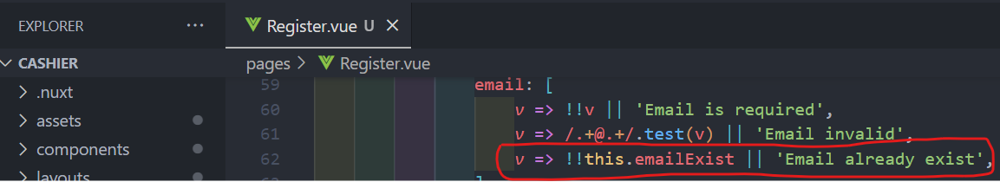 EXPLORER ...
Register.vue U ×
CASHIER
pages > Register.vue
> .nuxt
> assets
> components
> layouts
59 email: [
60 v => !!v || 'Email is required',
61 v => /.+@.+/.test(v) || 'Email invalid',
62 v => !!this.emailExist || 'Email already exist',
63 ]